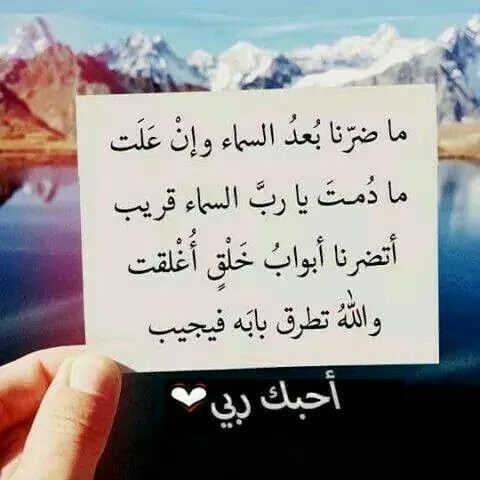 ما ضرّنا بُعدُ السماء وإنْ عَلَت
ما دُمتَ يا ربَّ السماء قريب
أتضرنا أبوابُ خَلْقٍ أُغْلقت
واللهُ تطرق بابَه فيجيب
أحبك ربي